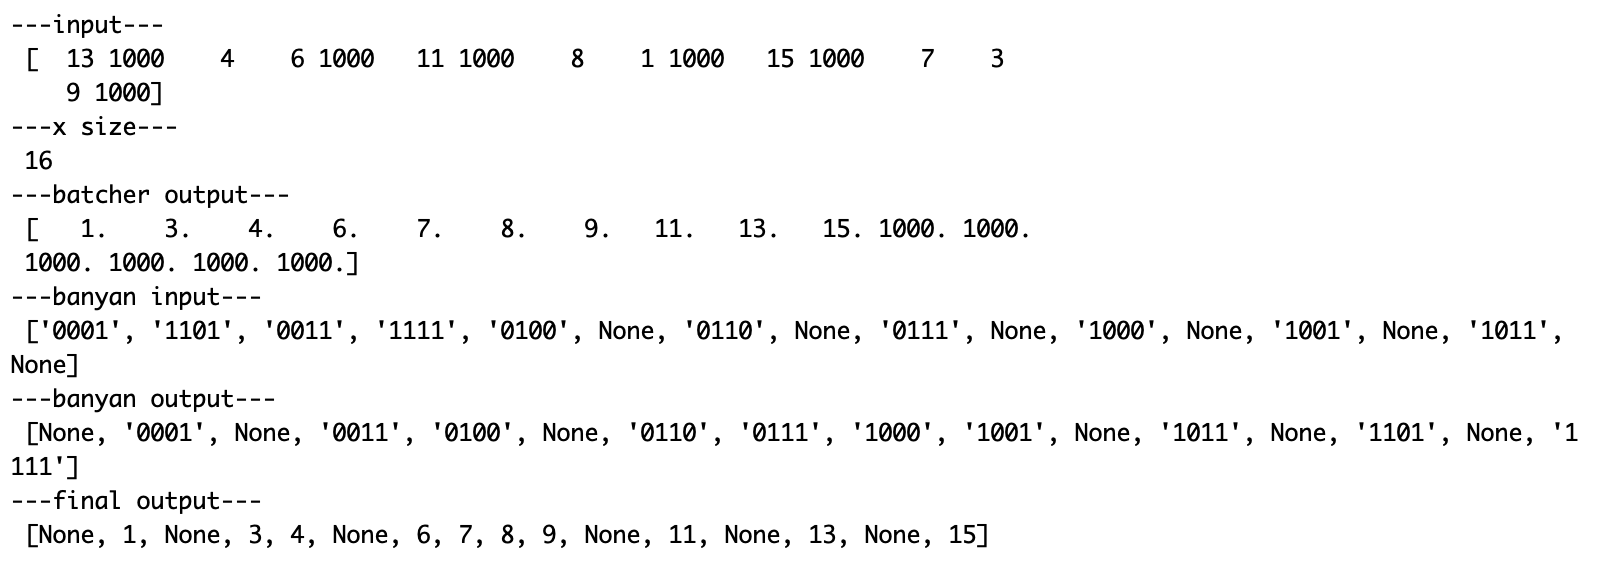 ---input---
[  13 1000    4    6 1000   11 1000    8    1 1000   15 1000    7    3
    9 1000]
---x size---
 16
---batcher output---
 [   1.    3.    4.    6.    7.    8.    9.   11.   13.   15. 1000. 1000.
 1000. 1000. 1000. 1000.]
---banyan input---
 ['0001', '1101', '0011', '1111', '0100', None, '0110', None, '0111', None, '1000', None, '1001', None, '1011',
None]
---banyan output---
 [None, '0001', None, '0011', '0100', None, '0110', '0111', '1000', '1001', None, '1011', None, '1101', None, '1
111']
---final output---
 [None, 1, None, 3, 4, None, 6, 7, 8, 9, None, 11, None, 13, None, 15]